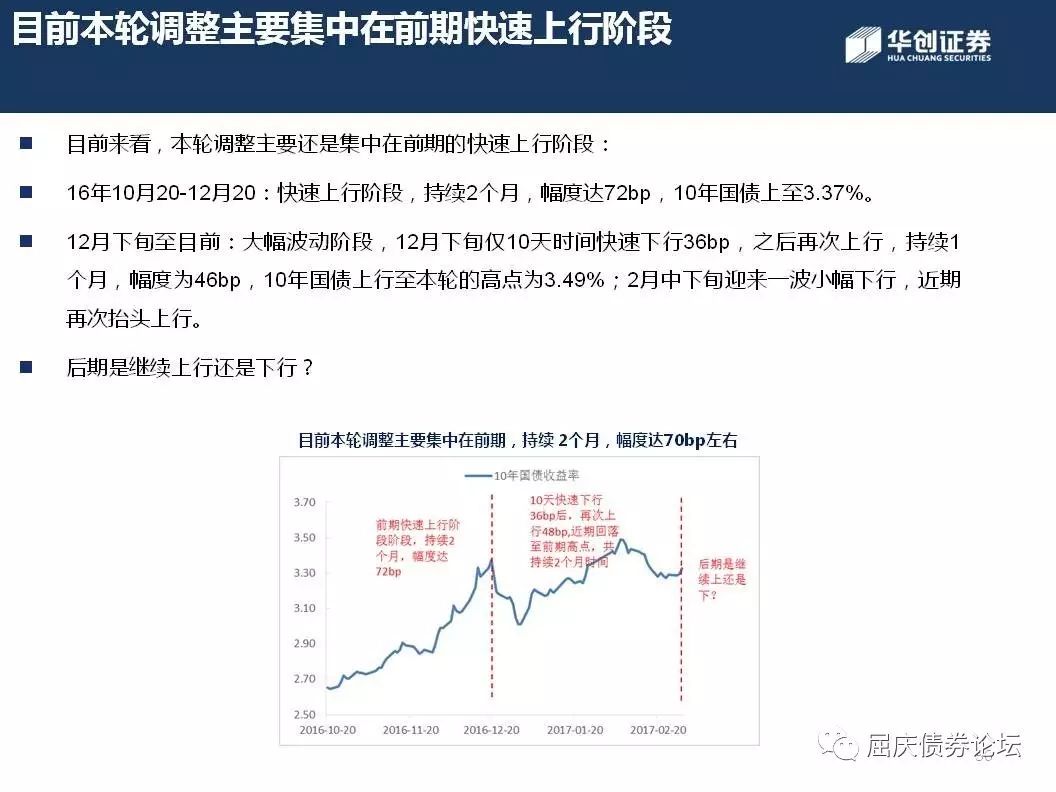 目前本轮调整主要集中在前期快速上行阶段
华创证券
HUA CHUANG SECURITIES
■ 目前来看，本轮调整主要还是集中在前期的快速上行阶段：
■ 16年10月20-12月20：快速上行阶段，持续2个月，幅度达72bp，10年国债上至3.37%。
■ 12月下旬至目前：大幅波动阶段，12月下旬仅10天时间快速下行36bp，之后再次上行，持续1
个月，幅度为46bp，10年国债上行至本轮的高点为3.49%；2月中下旬迎来一波小幅下行，近期
再次抬头上行。
■ 后期是继续上行还是下行？
目前本轮调整主要集中在前期，持续 2个月，幅度达70bp左右
10年国债收益率
3.70
3.50
3.30
3.10
2.90
2.70
2.50
前期快速上行阶
段阶段，持续2
个月，幅度达
72bp
10天快速下行
36bp后，再次上
行48bp,近期回落
至前期高点，共
持续2个月时间
后期是继
续上还是
下？
2016-10-20
2016-11-20
2016-12-20
2017-01-20
2017-02-20
屈庆债券论坛